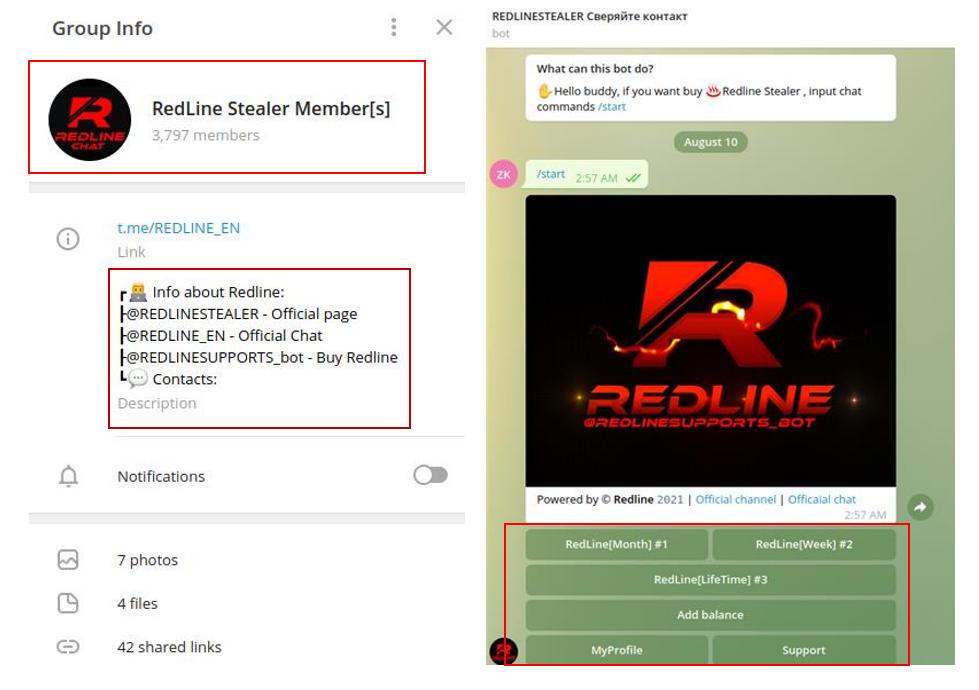 Group Info
RedLine Stealer Member[s]
3,797 members
REDLINE
CHAT
t.me/REDLINE_EN
Link
Info about Redline:
@REDLINESTEALER - Official page
@REDLINE_EN - Official Chat
@REDLINESUPPORTS_bot - Buy Redline
Contacts:
Description
Notifications
7 photos
4 files
42 shared links
REDLINESTEALER Сверяйте контакт
bot
What can this bot do?
✋Hello buddy, if you want buy ♨Redline Stealer , input chat
commands /start
August 10
ZK
/start 2:57 AM
REDLINE
@REDLINESUPPORTS_BOT
Powered by © Redline 2021 | Official channel | Officaial chat
2:57 AM
RedLine[Month] #1
RedLine[Week] #2
RedLine[LifeTime] #3
Add balance
MyProfile
Support